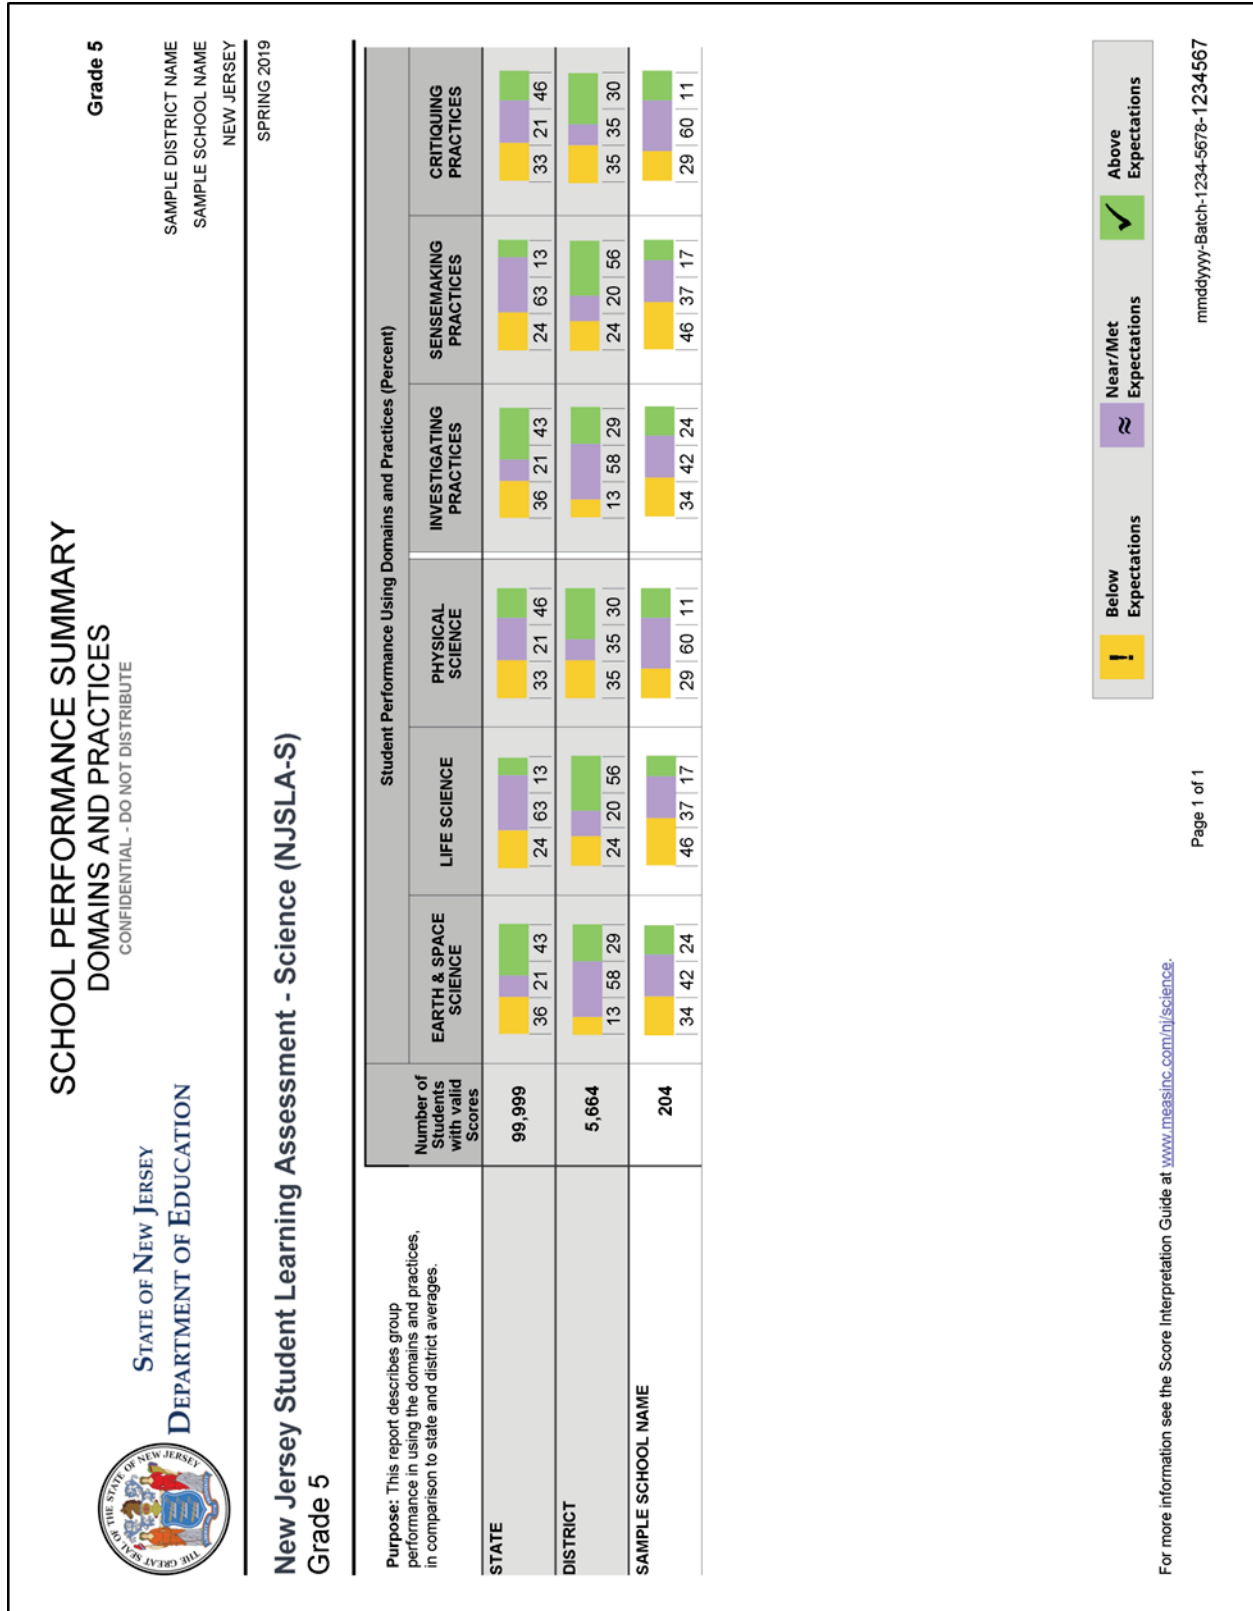 SCHOOL PERFORMANCE SUMMARY
DOMAINS AND PRACTICES
CONFIDENTIAL - DO NOT DISTRIBUTE
Grade 5
THE GREAT SEAL OF THE STATE OF NEW JERSEY
STATE OF NEW JERSEY
DEPARTMENT OF EDUCATION
SAMPLE DISTRICT NAME
SAMPLE SCHOOL NAME
NEW JERSEY
SPRING 2019
New Jersey Student Learning Assessment - Science (NJSLA-S)
Grade 5
Purpose: This report describes group
performance in using the domains and practices,
in comparison to state and district averages.
Number of
Students
with valid
Scores
Student Performance Using Domains and Practices (Percent)
EARTH & SPACE
SCIENCE
LIFE SCIENCE
PHYSICAL
SCIENCE
INVESTIGATING
PRACTICES
SENSEMAKING
PRACTICES
CRITIQUING
PRACTICES
STATE 99,999 36 21 43 24 63 13 33 21 46 36 21 43 24 63 13 33 21 46
DISTRICT 5,664 13 58 29 24 20 56 35 35 30 13 58 29 24 20 56 35 35 30
SAMPLE SCHOOL NAME 204 34 42 24 46 37 17 29 60 11 34 42 24 46 37 17 29 60 11
! Below
Expectations
≈ Near/Met
Expectations
✓ Above
Expectations
For more information see the Score Interpretation Guide at www.measinc.com/nj/science.
Page 1 of 1
mmddyyyy-Batch-1234-5678-1234567